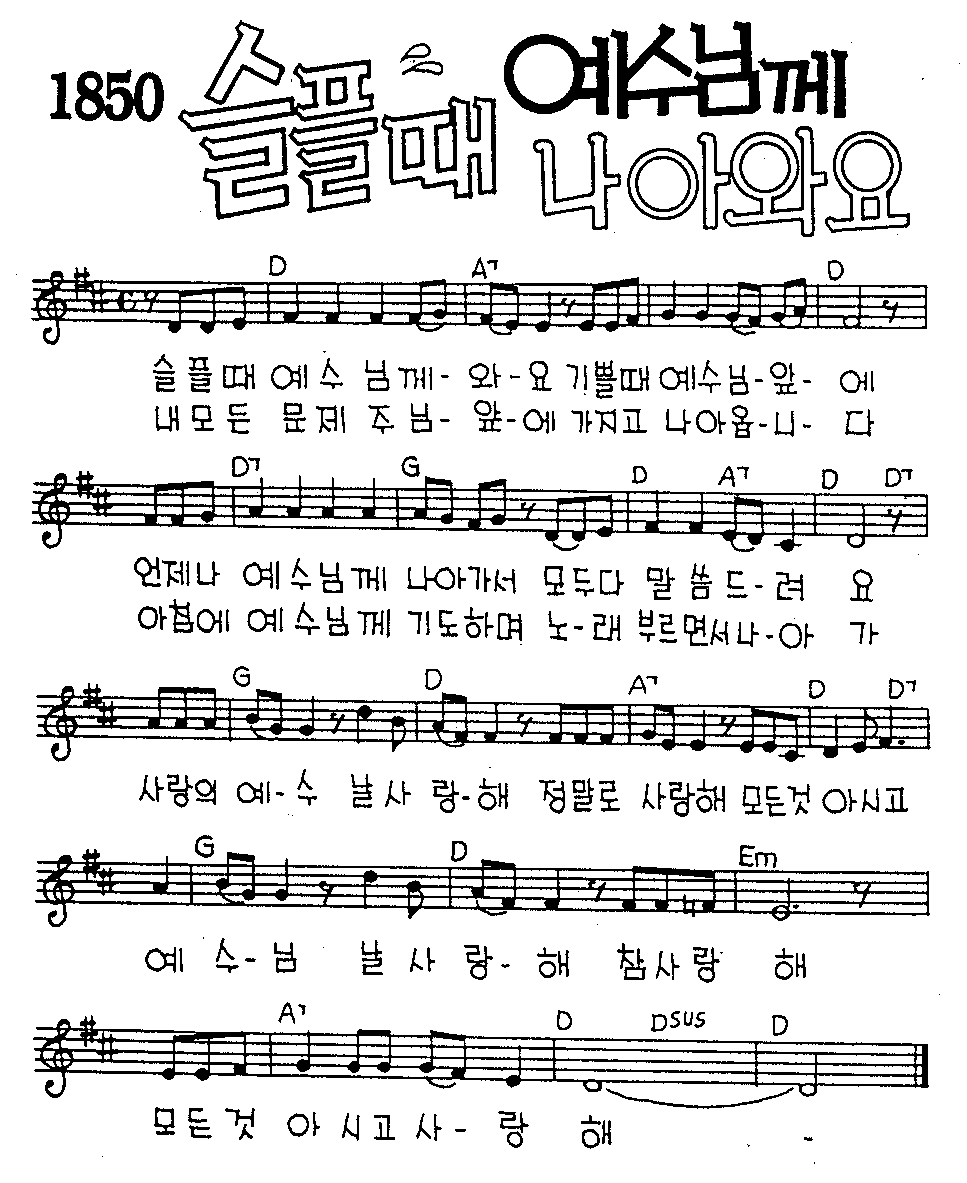 1850 슬플때 예수님께
나아와요
D A7 D
슬플때 예수 님께- 와-요 기쁠때 예수님-앞- 에
내모든 문제 주님- 앞-에 가지고 나아옵-니- 다
D7 G D A7 D D7
언제나 예수님께 나아가서 모두다 말씀드-려 요
아침에 예수님께 기도하며 노-래 부르면서나-아 가
G D A7 D D7
사랑의 예-수 날사 랑-해 정말로 사랑해 모든것 아시고
G D Em
예 수-님 날사 랑- 해 참사랑 해
A7 D Dsus D
모든것 아시고사- 랑 해 -